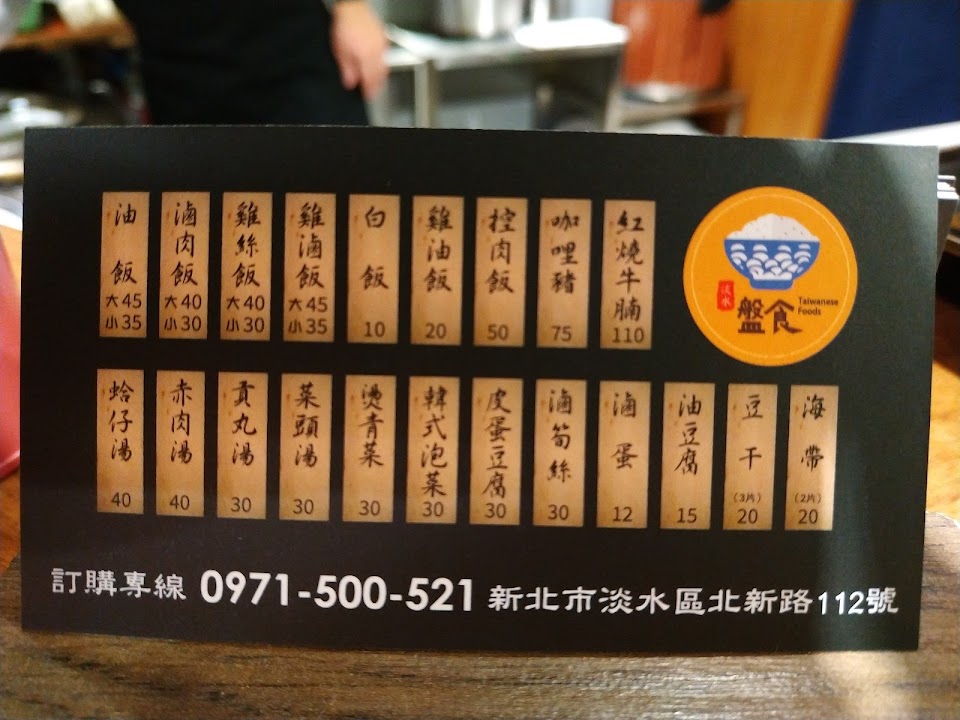 油飯 大45 小35
滷肉飯 大40 小30
雞絲飯 大40 小30
雞滷飯 大45 小35
白飯 10
雞油飯 20
控肉飯 50
咖哩豬 75
紅燒牛腩 110
淡水
盤食
Taiwanese
Foods
蛤仔湯 40
赤肉湯 40
貢丸湯 30
菜頭湯 30
燙青菜 30
韓式泡菜 30
皮蛋豆腐 30
滷筍絲 30
滷蛋 12
油豆腐 15
豆干 (3片) 20
海帶 (2片) 20
訂購專線 0971-500-521 新北市淡水區北新路112號